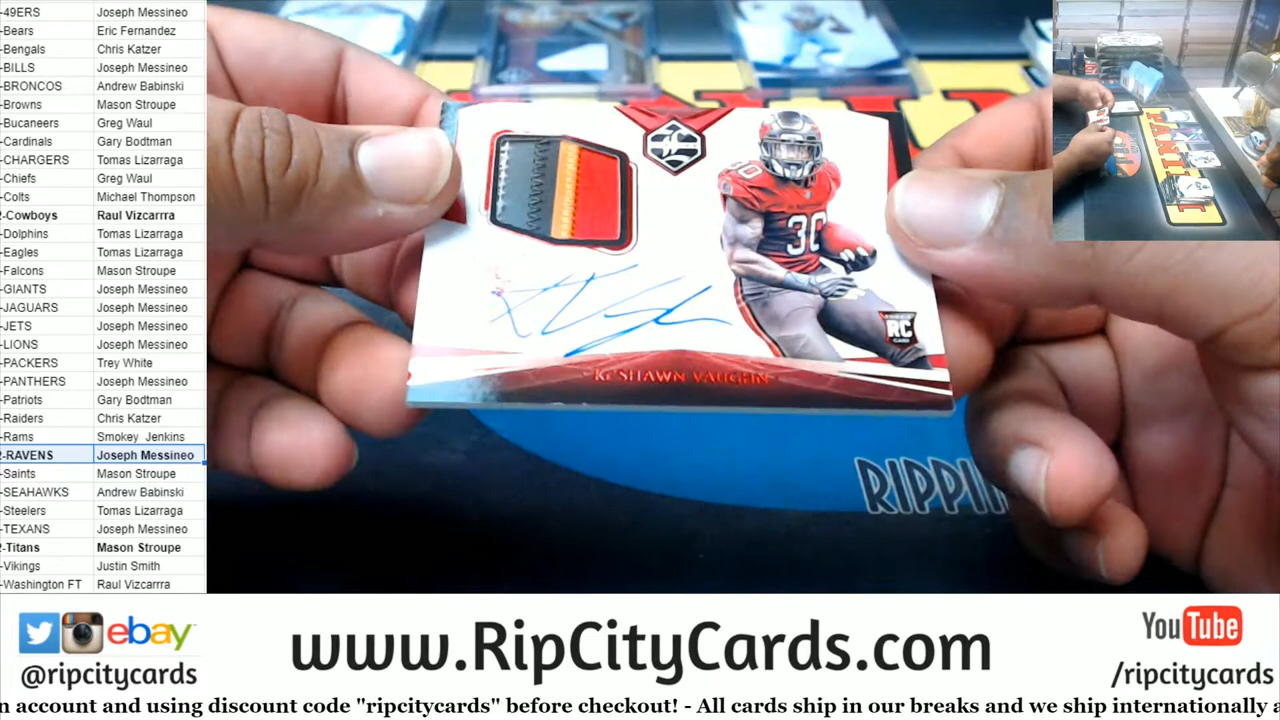 -49ERS Joseph Messineo
-Bears Eric Fernandez
-Bengals Chris Katzer
-BILLS Joseph Messineo
-BRONCOS Andrew Babinski
-Browns Mason Stroupe
-Bucaneers Greg Waul
-Cardinals Gary Bodtman
-CHARGERS Tomas Lizarraga
-Chiefs Greg Waul
-Colts Michael Thompson
-Cowboys Raul Vizcarrra
-Dolphins Tomas Lizarraga
-Eagles Tomas Lizarraga
-Falcons Mason Stroupe
-GIANTS Joseph Messineo
-JAGUARS Joseph Messineo
-JETS Joseph Messineo
-LIONS Joseph Messineo
-PACKERS Trey White
-PANTHERS Joseph Messineo
-Patriots Gary Bodtman
-Raiders Chris Katzer
-Rams Smokey Jenkins
-RAVENS Joseph Messineo
-Saints Mason Stroupe
-SEAHAWKS Andrew Babinski
-Steelers Tomas Lizarraga
-TEXANS Joseph Messineo
-Titans Mason Stroupe
-Vikings Justin Smith
-Washington FT Raul Vizcarrra
30
30
RC
Ke'SHAWN VAUGHN
PANINI
RIPPIN
ebay
@ripcitycards
www.RipCityCards.com
YouTube
/ripcitycards
n account and using discount code "ripcitycards" before checkout! - All cards ship in our breaks and we ship internationally a